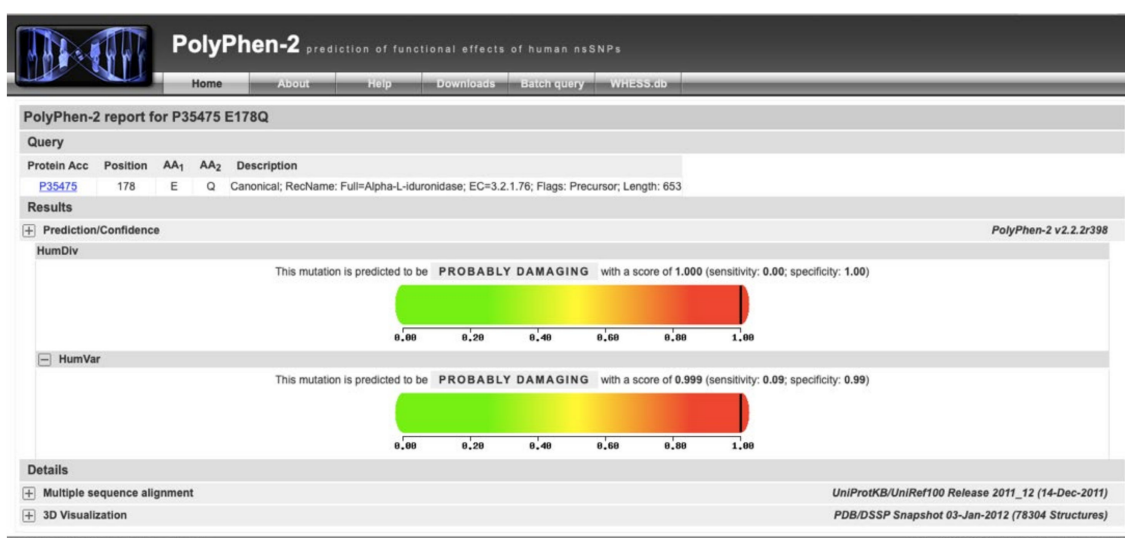 PolyPhen-2 prediction of functional effects of human nsSNPs
Home About Help Downloads Batch query WHESS.db
PolyPhen-2 report for P35475 E178Q
Query
Protein Acc Position AA1 AA2 Description
P35475 178 E Q Canonical; RecName: Full=Alpha-L-iduronidase; EC=3.2.1.76; Flags: Precursor; Length: 653
Results
+ Prediction/Confidence PolyPhen-2 v2.2.2r398
HumDiv
This mutation is predicted to be PROBABLY DAMAGING with a score of 1.000 (sensitivity: 0.00; specificity: 1.00)
0.00 0.20 0.40 0.60 0.80 1.00
- HumVar
This mutation is predicted to be PROBABLY DAMAGING with a score of 0.999 (sensitivity: 0.09; specificity: 0.99)
0.00 0.20 0.40 0.60 0.80 1.00
Details
+ Multiple sequence alignment UniProtKB/UniRef100 Release 2011_12 (14-Dec-2011)
+ 3D Visualization PDB/DSSP Snapshot 03-Jan-2012 (78304 Structures)